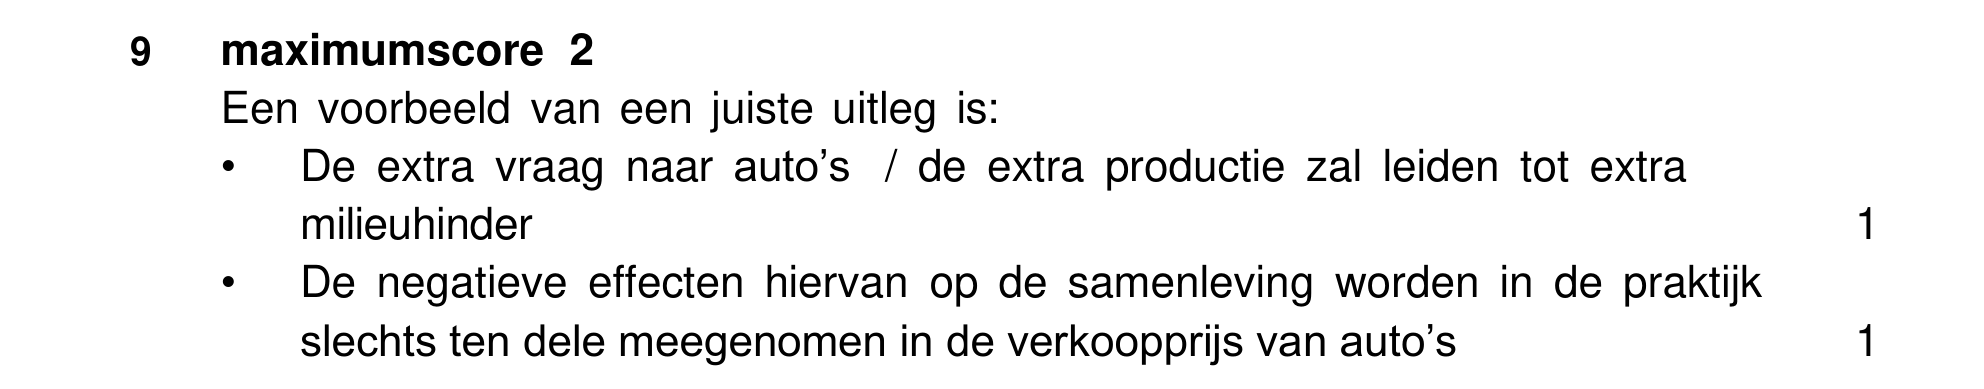 9 maximumscore 2
Een voorbeeld van een juiste uitleg is:
• De extra vraag naar auto’s / de extra productie zal leiden tot extra
milieuhinder 1
• De negatieve effecten hiervan op de samenleving worden in de praktijk
slechts ten dele meegenomen in de verkoopprijs van auto’s 1